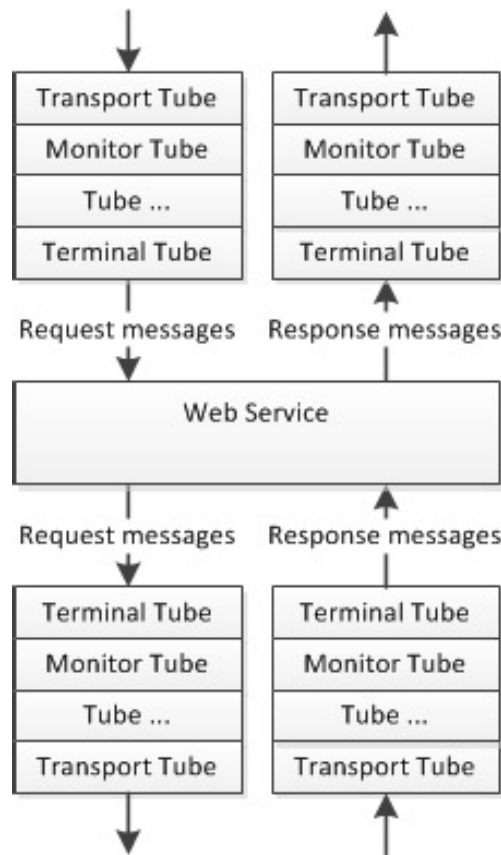 Transport Tube
Monitor Tube
Tube ...
Terminal Tube
Transport Tube
Monitor Tube
Tube ...
Terminal Tube
Request messages
Response messages
Web Service
Request messages
Response messages
Terminal Tube
Monitor Tube
Tube ...
Transport Tube
Terminal Tube
Monitor Tube
Tube ...
Transport Tube